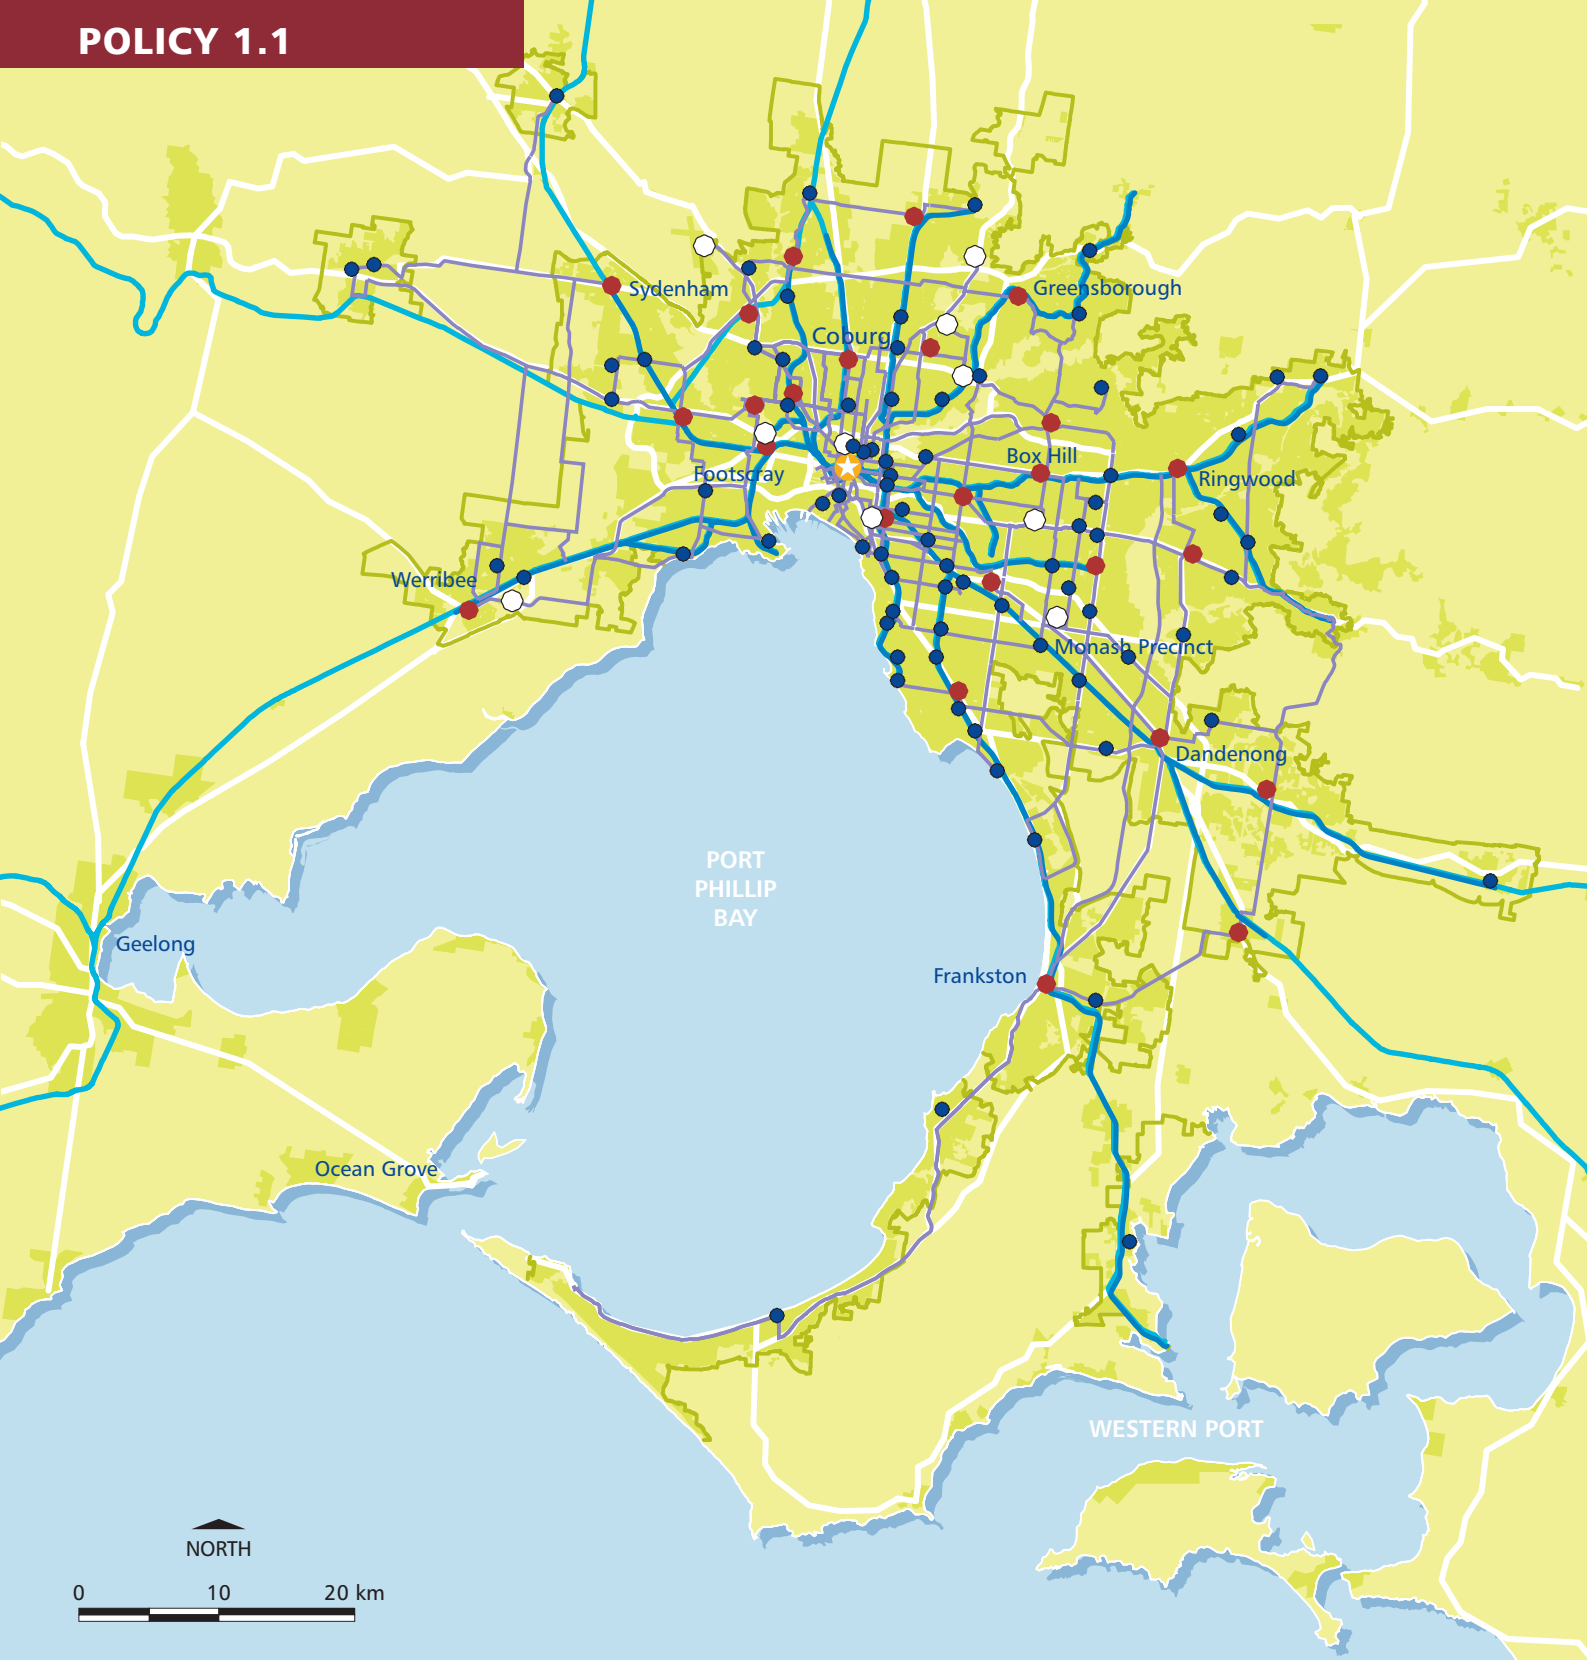 POLICY 1.1
Sydenham
Greensborough
Coburg
Box Hill
Footscray
Ringwood
Werribee
Monash Precinct
Dandenong
PORT
PHILLIP
BAY
Geelong
Frankston
Ocean Grove
WESTERN PORT
NORTH
0 10 20 km